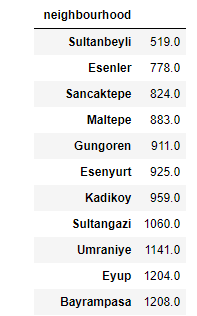 neighbourhood
Sultanbeyli 519.0
Esenler 778.0
Sancaktepe 824.0
Maltepe 883.0
Gungoren 911.0
Esenyurt 925.0
Kadikoy 959.0
Sultangazi 1060.0
Umraniye 1141.0
Eyup 1204.0
Bayrampasa 1208.0